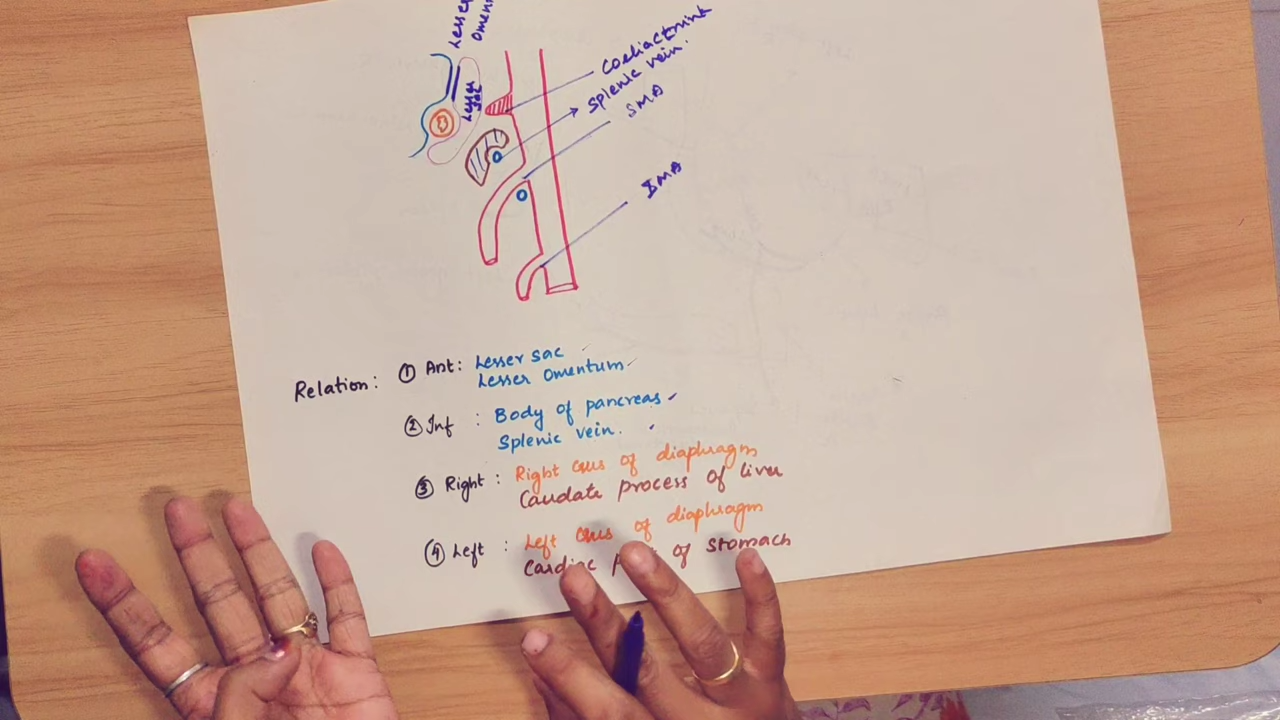 Lesser
Omen
Lesser
Sac
Coeliac trunk
Splenic vein.
SMA
IMA
Relation: ① Ant: Lesser sac
Lesser Omentum
② Inf : Body of pancreas
Splenic vein.
③ Right : Right crus of diaphragm
Caudate process of liver
④ Left : Left crus of diaphragm
Cardiac of stomach